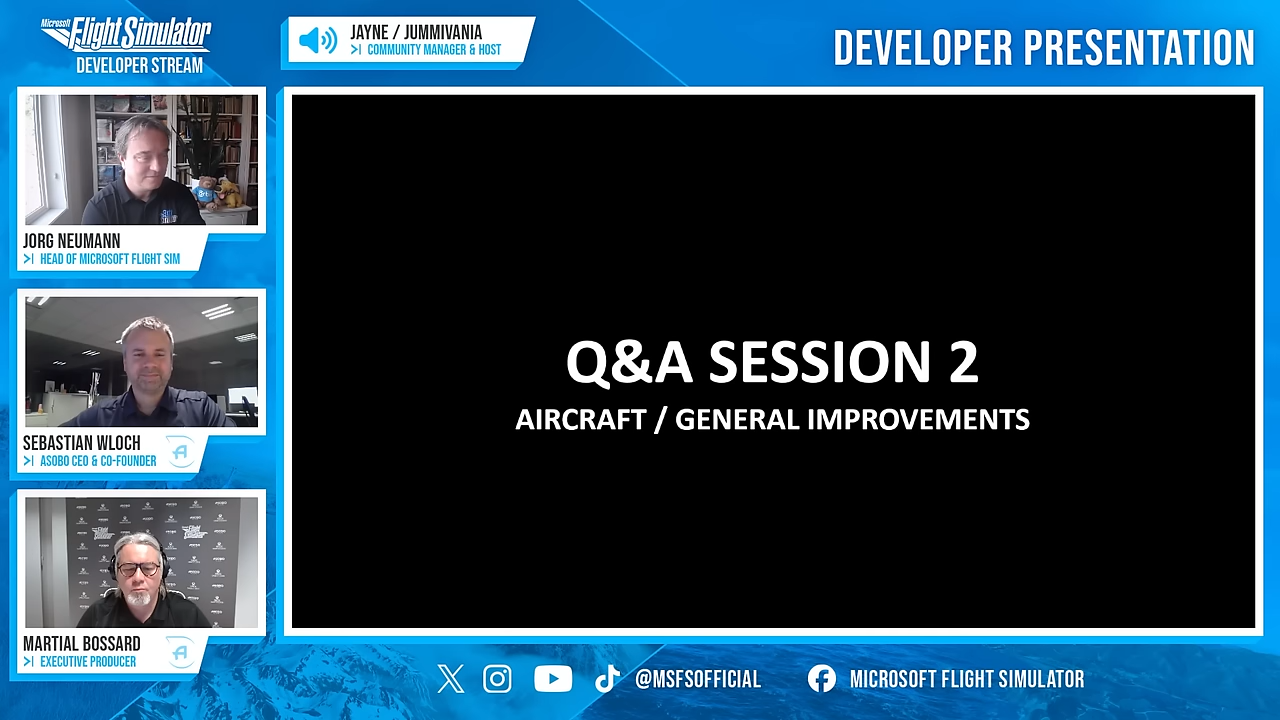 Microsoft
Flight Simulator
DEVELOPER STREAM
JAYNE / JUMMIVANIA
>| COMMUNITY MANAGER & HOST
DEVELOPER PRESENTATION
JORG NEUMANN
>| HEAD OF MICROSOFT FLIGHT SIM
SEBASTIAN WLOCH
>| ASOBO CEO & CO-FOUNDER
MARTIAL BOSSARD
>| EXECUTIVE PRODUCER
Q&A SESSION 2
AIRCRAFT / GENERAL IMPROVEMENTS
@MSFSOFFICIAL
MICROSOFT FLIGHT SIMULATOR